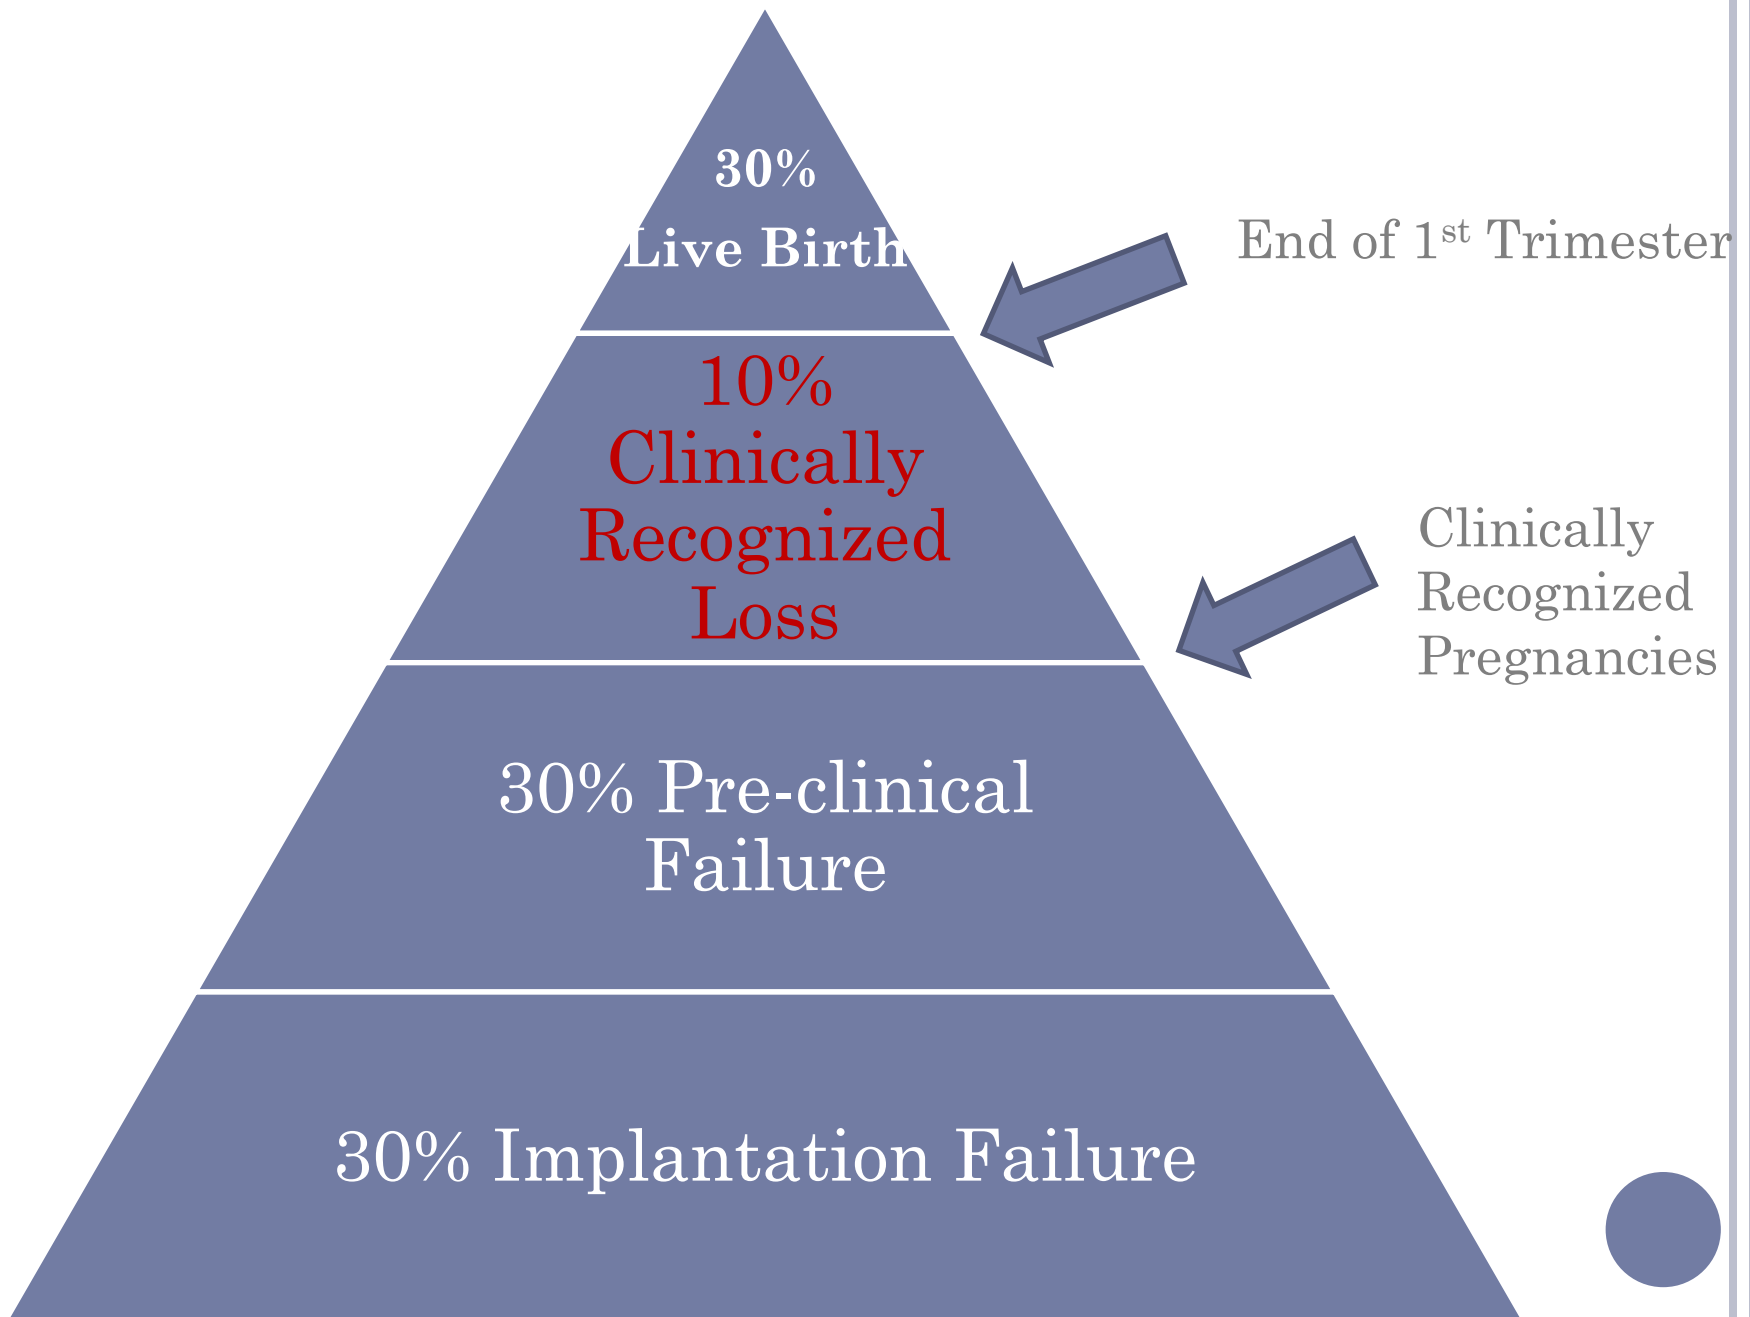 30%
Live Birth
End of 1st Trimester
10%
Clinically
Recognized
Loss
Clinically
Recognized
Pregnancies
30% Pre-clinical
Failure
30% Implantation Failure